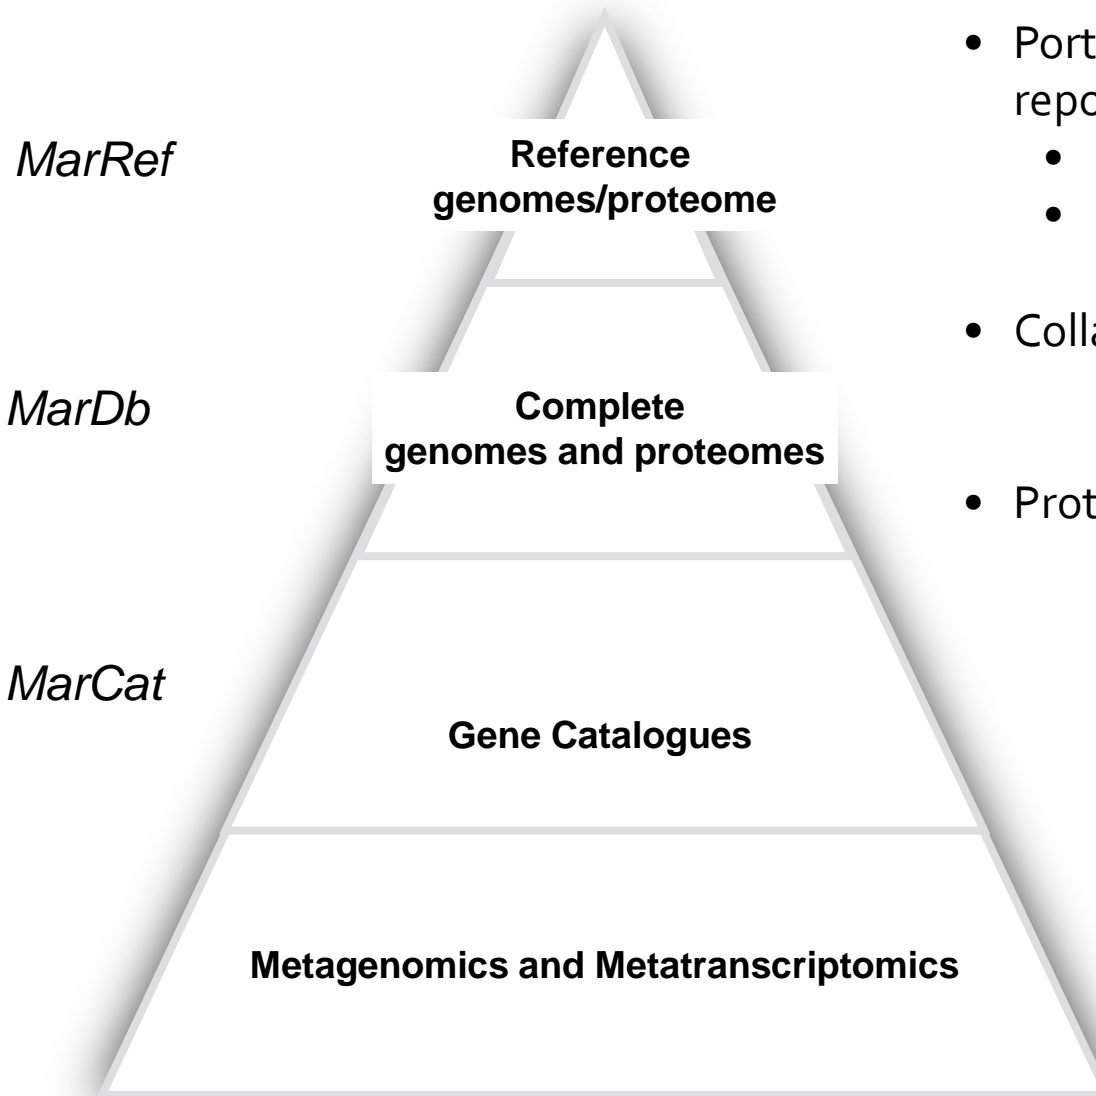 MarRef
Reference
genomes/proteome
MarDb
Complete
genomes and proteomes
MarCat
Gene Catalogues
Metagenomics and Metatranscriptomics
• Port
repo
•
•
• Colla
• Prot